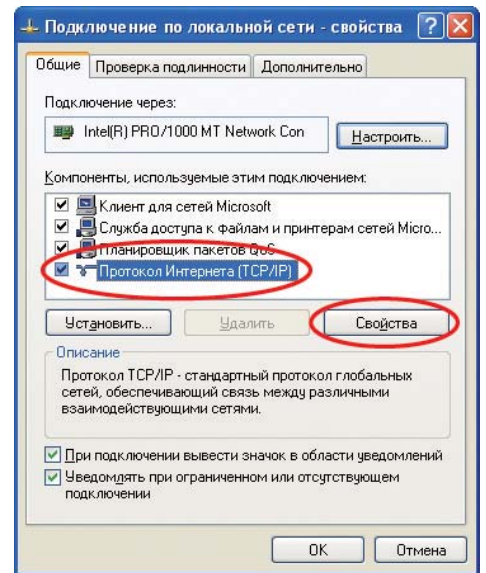 Подключение по локальной сети - свойства
Общие Проверка подлинности Дополнительно
Подключение через:
Intel(R) PRO/1000 MT Network Con
Настроить...
Компоненты, используемые этим подключением:
Клиент для сетей Microsoft
Служба доступа к файлам и принтерам сетей Micro...
Планировщик пакетов QoS
Протокол Интернета (TCP/IP)
Установить... Удалить Свойства
Описание
Протокол TCP/IP - стандартный протокол глобальных
сетей, обеспечивающий связь между различными
взаимодействующими сетями.
При подключении вывести значок в области уведомлений
Уведомлять при ограниченном или отсутствующем
подключении
OK Отмена